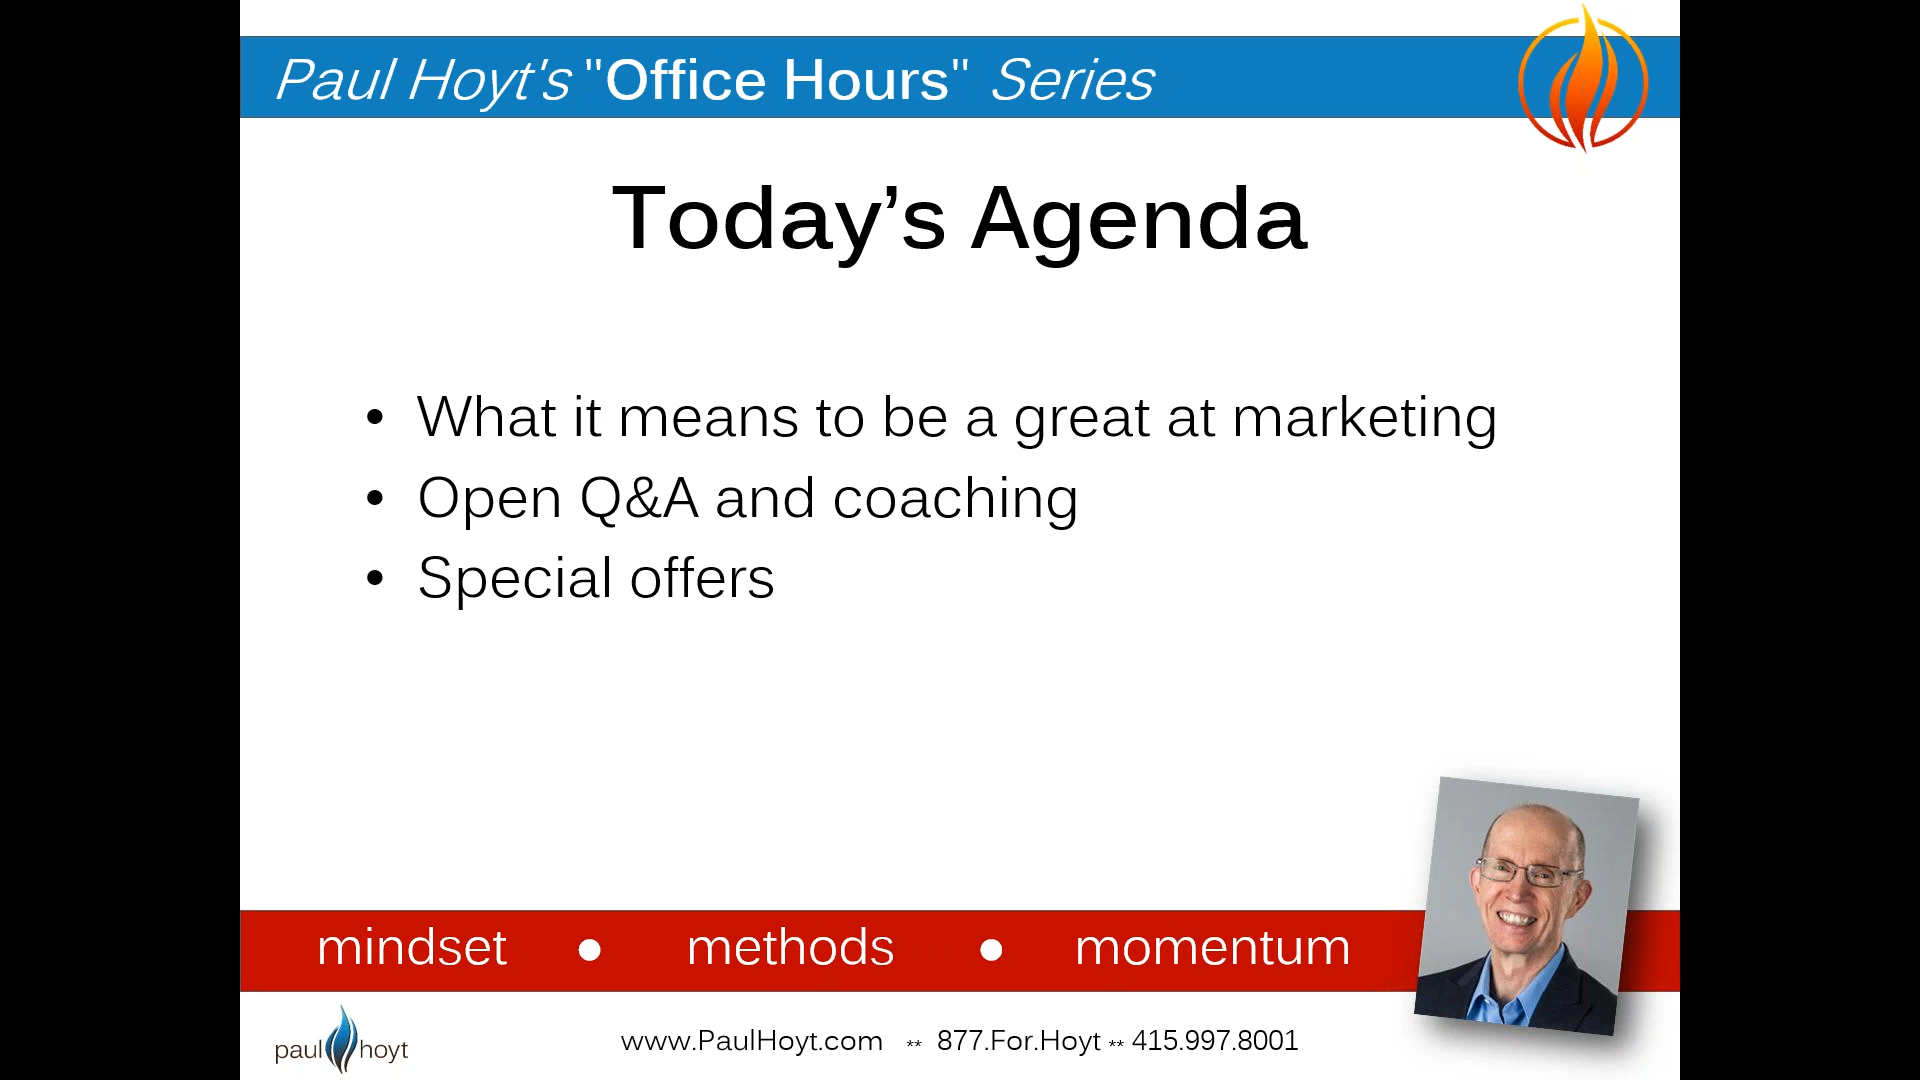 Paul Hoyt's "Office Hours" Series
Today’s Agenda
• What it means to be a great at marketing
• Open Q&A and coaching
• Special offers
mindset • methods • momentum
paul hoyt
www.PaulHoyt.com ** 877.For.Hoyt ** 415.997.8001